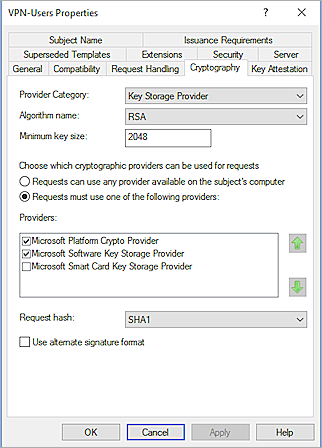 VPN-Users Properties
Subject Name Issuance Requirements
Superseded Templates Extensions Security Server
General Compatibility Request Handling Cryptography Key Attestation
Provider Category: Key Storage Provider
Algorithm name: RSA
Minimum key size: 2048
Choose which cryptographic providers can be used for requests
Requests can use any provider available on the subject's computer
Requests must use one of the following providers:
Providers:
Microsoft Platform Crypto Provider
Microsoft Software Key Storage Provider
Microsoft Smart Card Key Storage Provider
Request hash: SHA1
Use alternate signature format
OK Cancel Apply Help